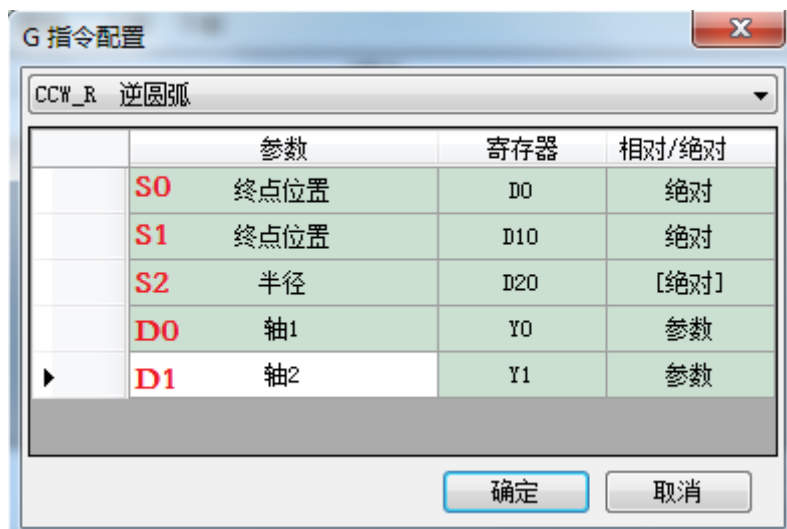 G 指令配置
CCW_R 逆圆弧
参数 寄存器 相对/绝对
S0 终点位置 D0 绝对
S1 终点位置 D10 绝对
S2 半径 D20 [绝对]
D0 轴1 Y0 参数
D1 轴2 Y1 参数
确定 取消